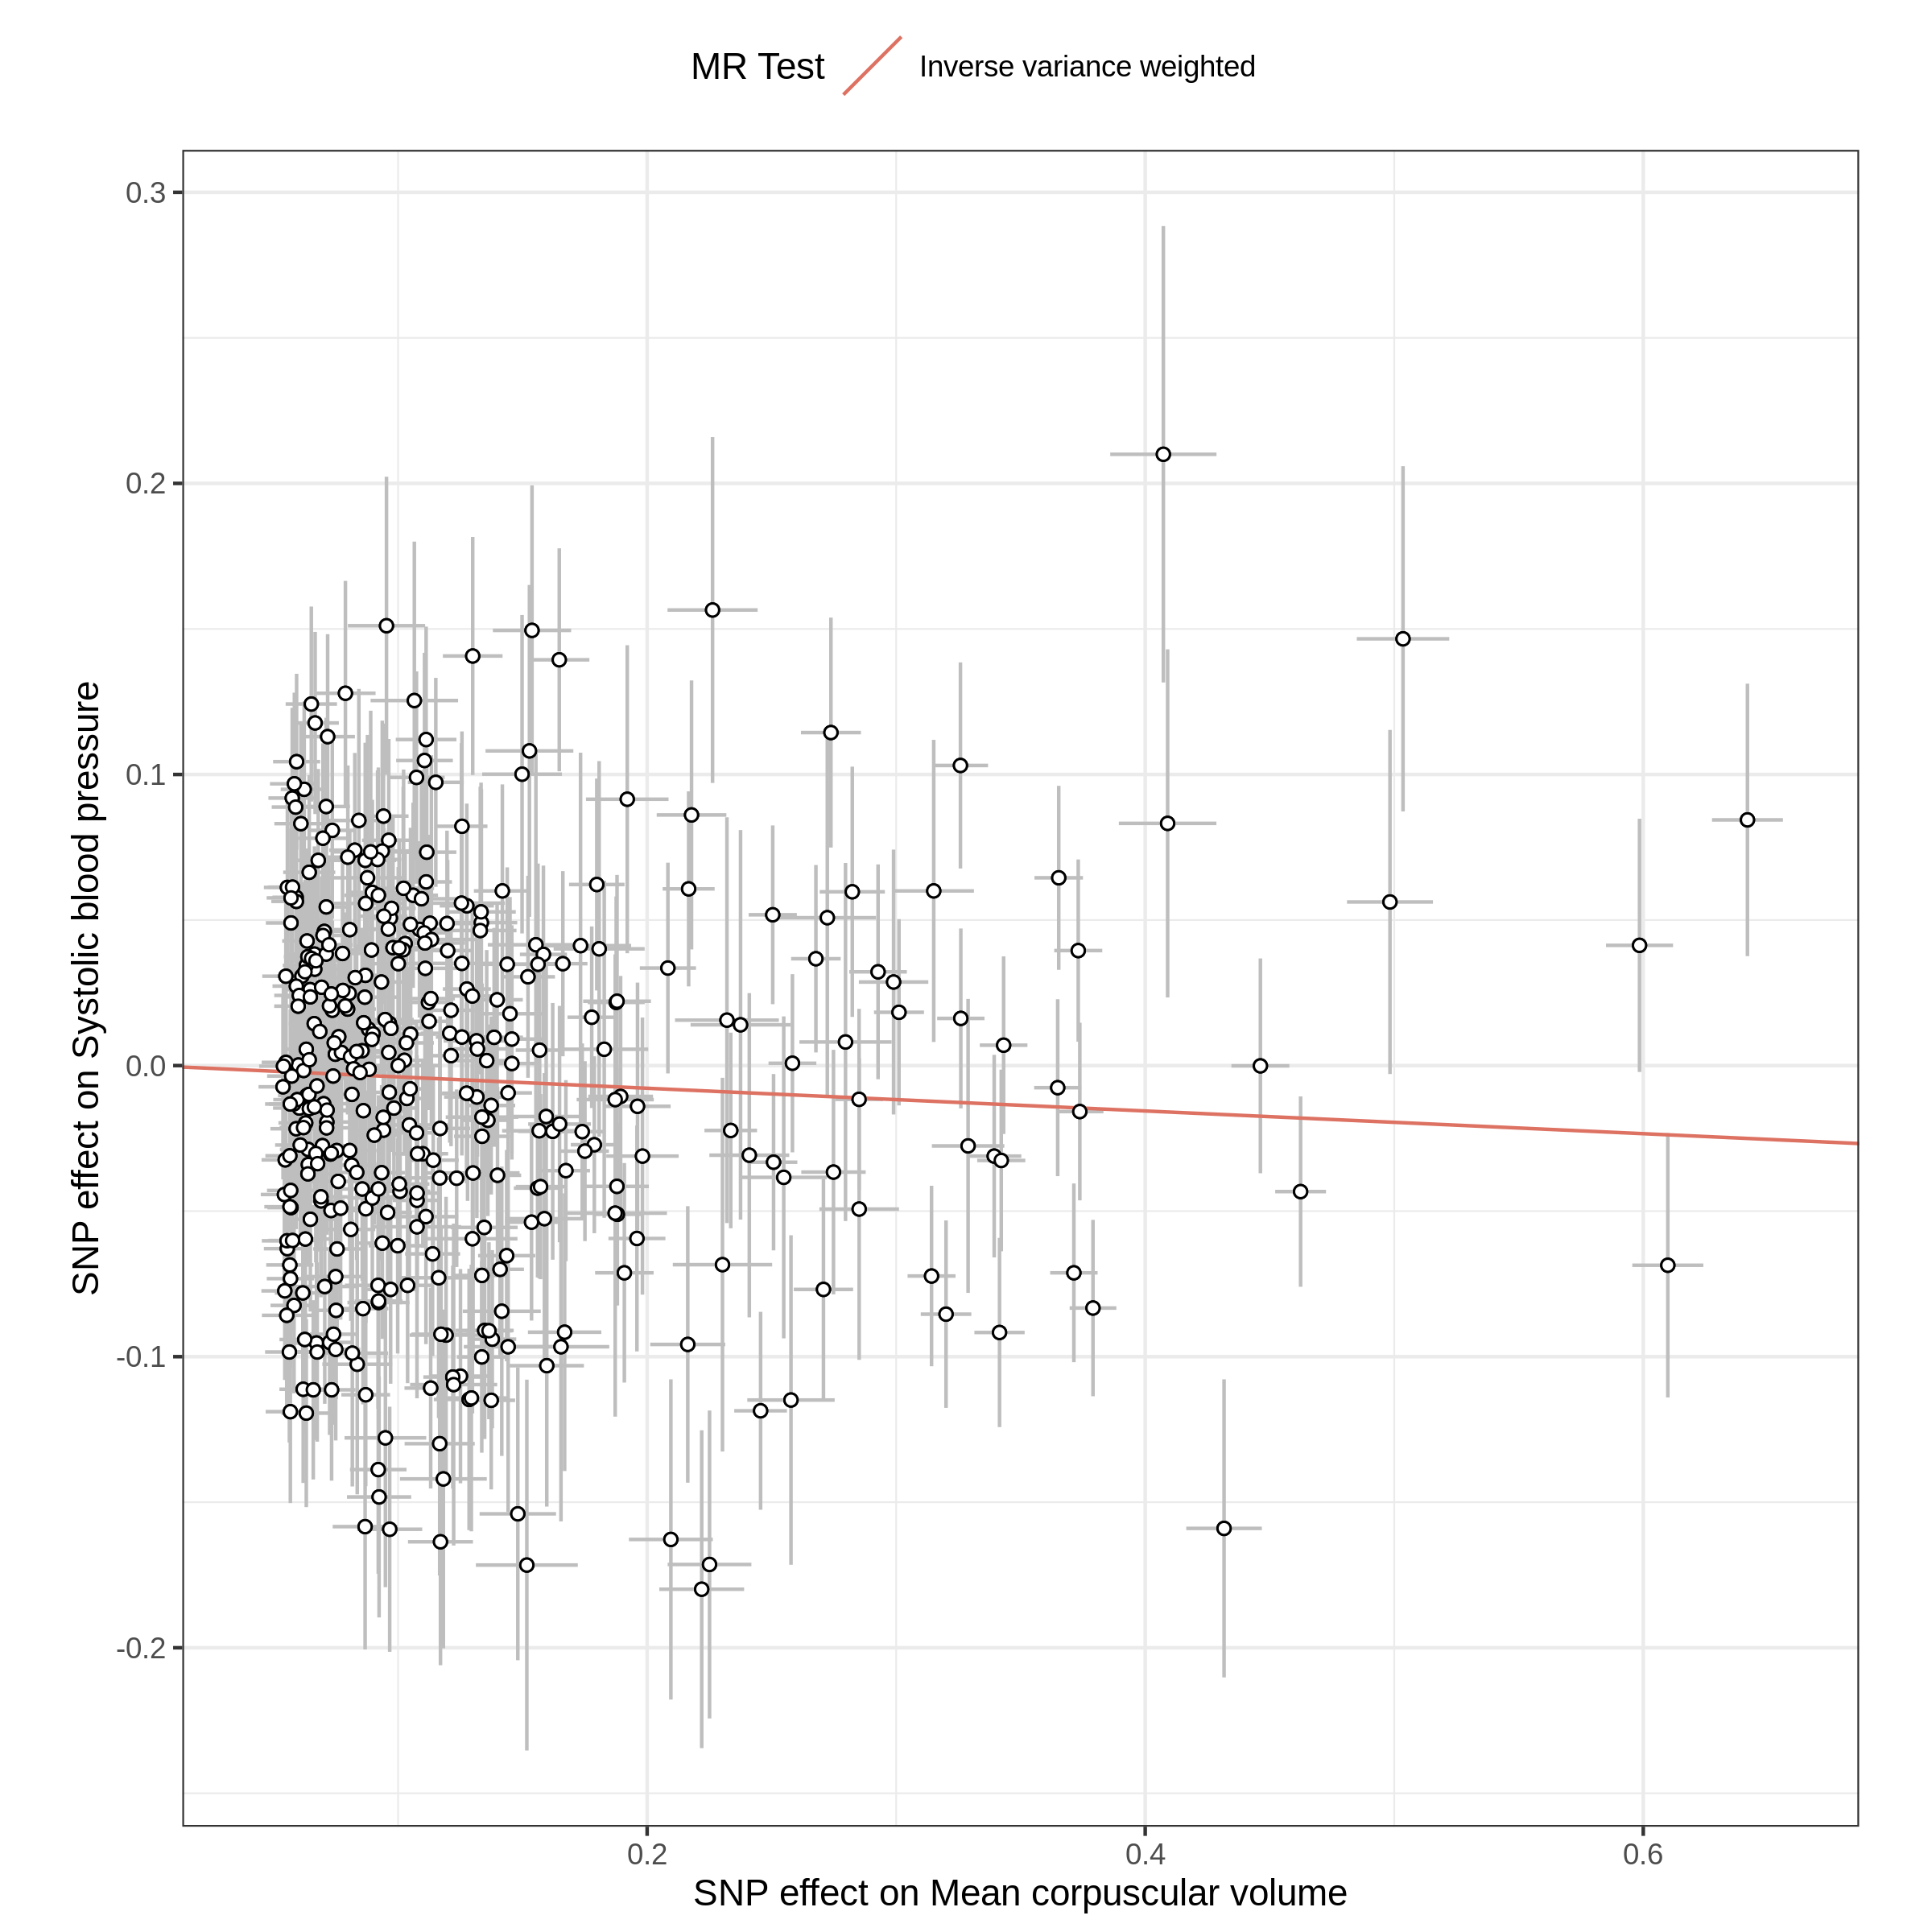 MR Test Inverse variance weighted
0.3
0.2
0.1
0.0
-0.1
-0.2
SNP effect on Systolic blood pressure
0.2 0.4 0.6
SNP effect on Mean corpuscular volume